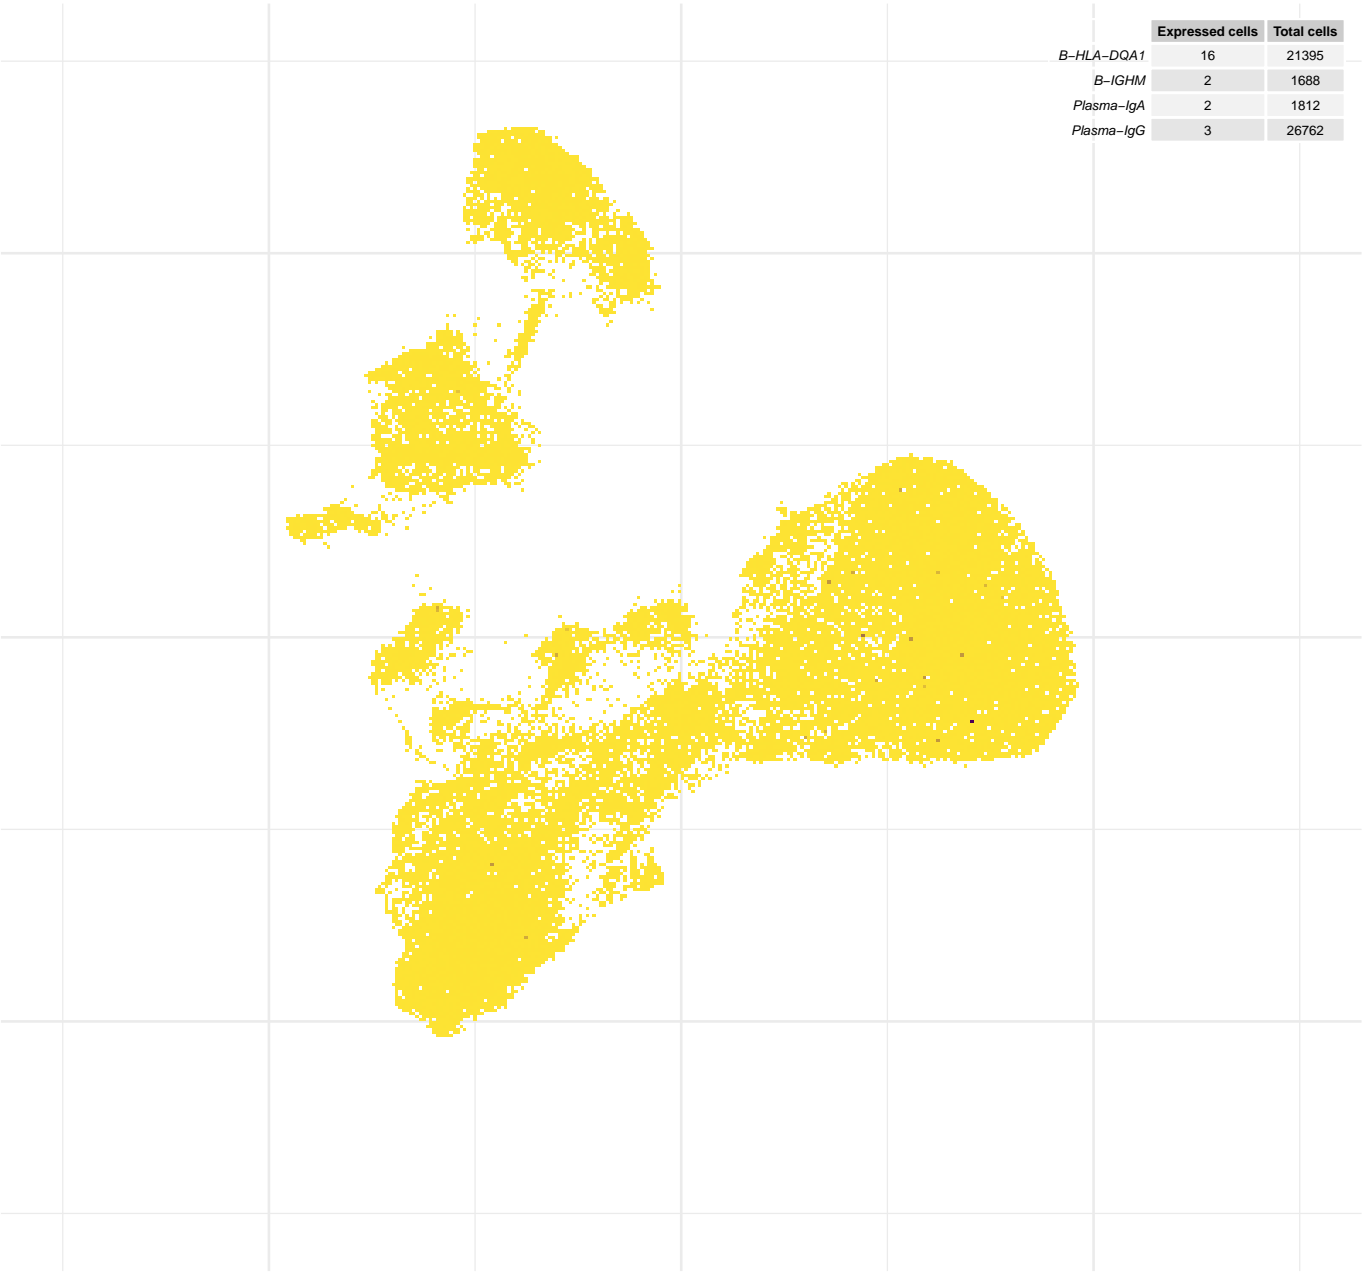 Expressed cells Total cells
B−HLA−DQA1 16 21395
B−IGHM 2 1688
Plasma−IgA 2 1812
Plasma−IgG 3 26762